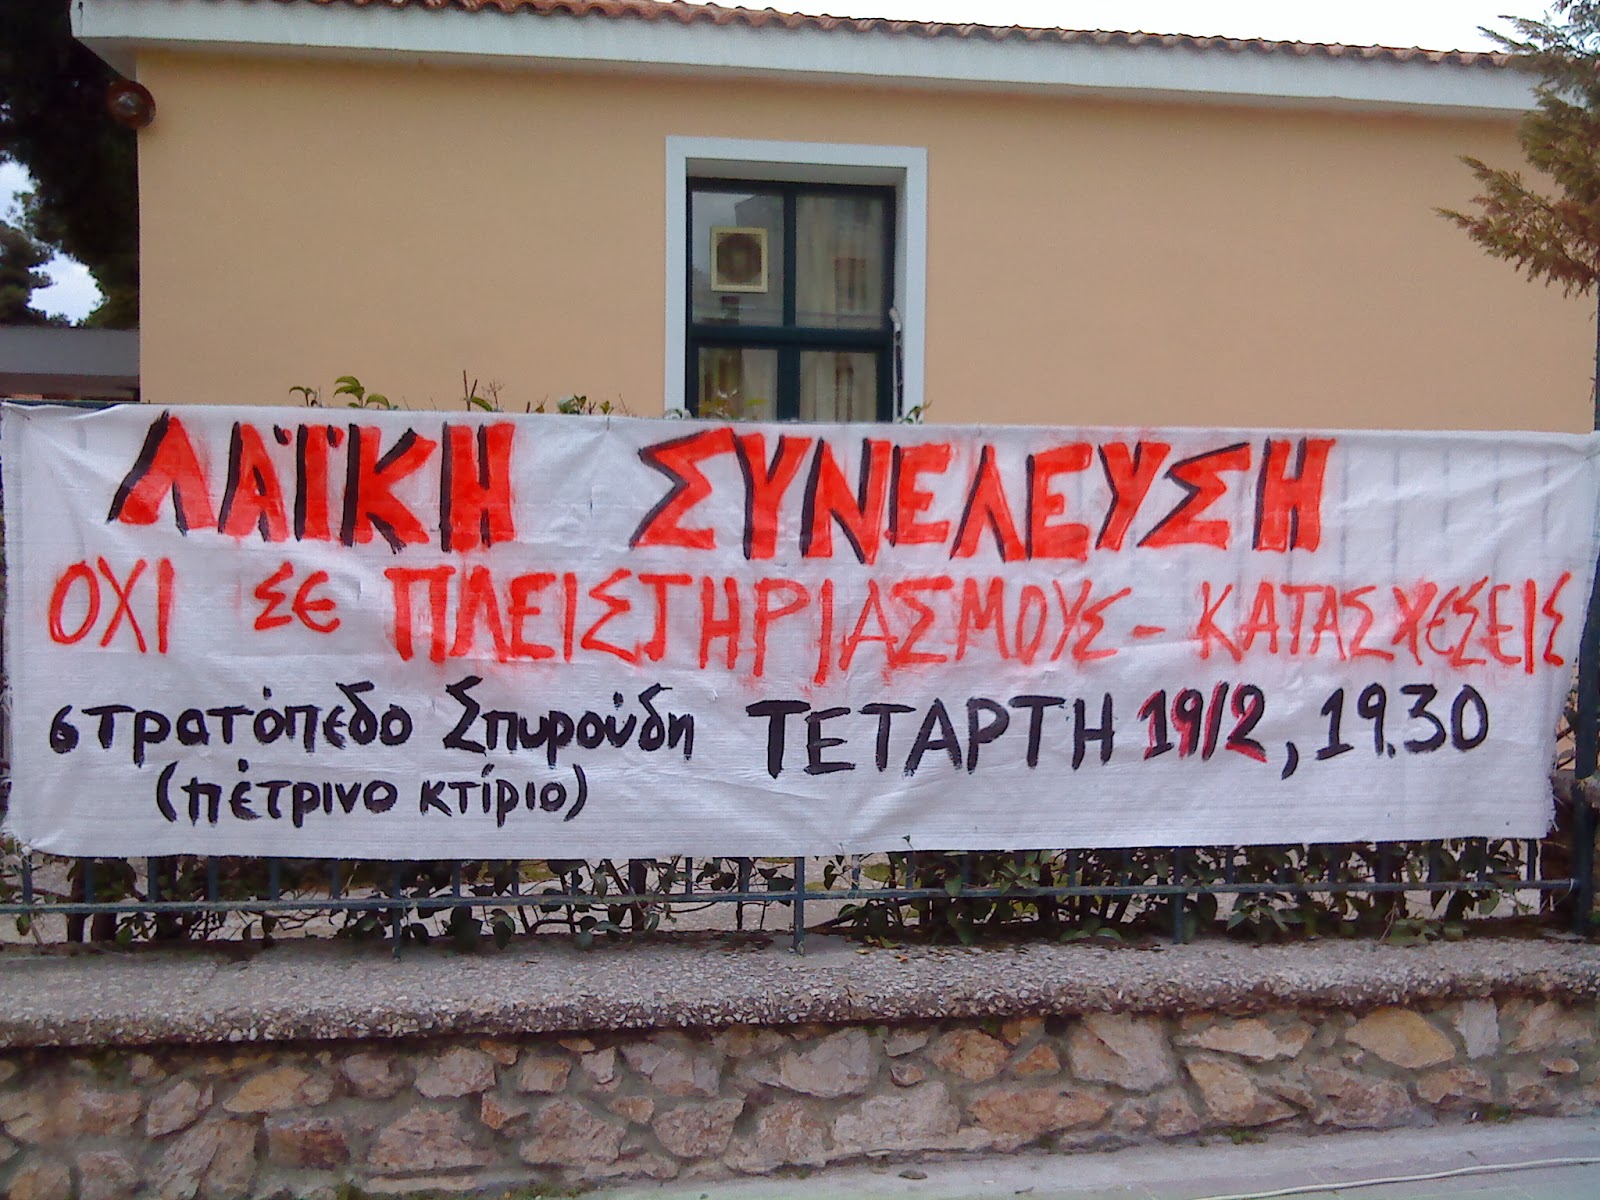 ΛΑΪΚΗ ΣΥΝΕΛΕΥΣΗ
ΟΧΙ ΣΕ ΠΛΕΙΣΤΗΡΙΑΣΜΟΥΣ - ΚΑΤΑΣΧΕΣΕΙΣ
στρατόπεδο Σπυρούδη ΤΕΤΑΡΤΗ 19/2, 19.30
(πέτρινο κτίριο)